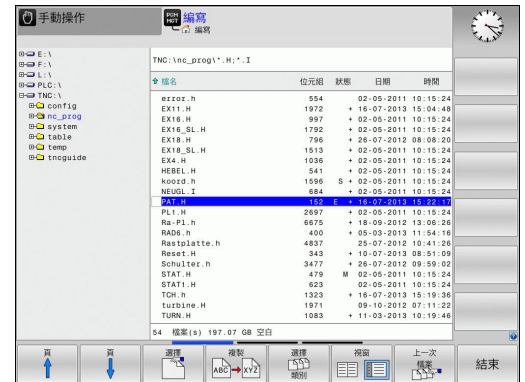 手動操作
PGM
MGT
編寫
編寫
E:\
F:\
L:\
PLC:\
TNC:\
config
nc_prog
system
table
temp
tncguide
TNC:\nc_prog\*.H;*.I
檔名 位元組 狀態 日期 時間
error.h 554 02-05-2011 10:15:24
EX11.H 1972 + 16-07-2013 15:04:48
EX16.H 997 + 02-05-2011 10:15:24
EX16_SL.H 1792 + 02-05-2011 10:15:24
EX18.H 796 + 26-07-2012 08:08:20
EX18_SL.H 1513 + 02-05-2011 10:15:24
EX4.H 1036 + 02-05-2011 10:15:24
HEBEL.H 541 + 02-05-2011 10:15:24
koord.h 1596 S + 02-05-2011 10:15:24
NEUGL.I 684 + 02-05-2011 10:15:24
PAT.H 152 E + 16-07-2013 15:22:17
PL1.H 2697 + 02-05-2011 10:15:24
Ra-Pl.h 6675 + 18-09-2012 13:06:26
RAD6.h 400 + 05-03-2013 11:54:16
Rastplatte.h 4837 25-07-2012 10:41:26
Reset.H 343 + 10-07-2013 08:51:09
Schulter.h 3477 + 26-07-2012 09:59:02
STAT.H 479 M 02-05-2011 10:15:24
STAT1.H 623 02-05-2011 10:15:24
TCH.h 1323 + 16-07-2013 15:19:36
turbine.H 1971 09-10-2012 07:11:22
TURN.H 1083 + 11-03-2013 10:19:46
54 檔案(s) 197.07 GB 空白
頁
頁
選擇
複製
ABC→XYZ
選擇
類別
視窗
上一次
檔案
結束